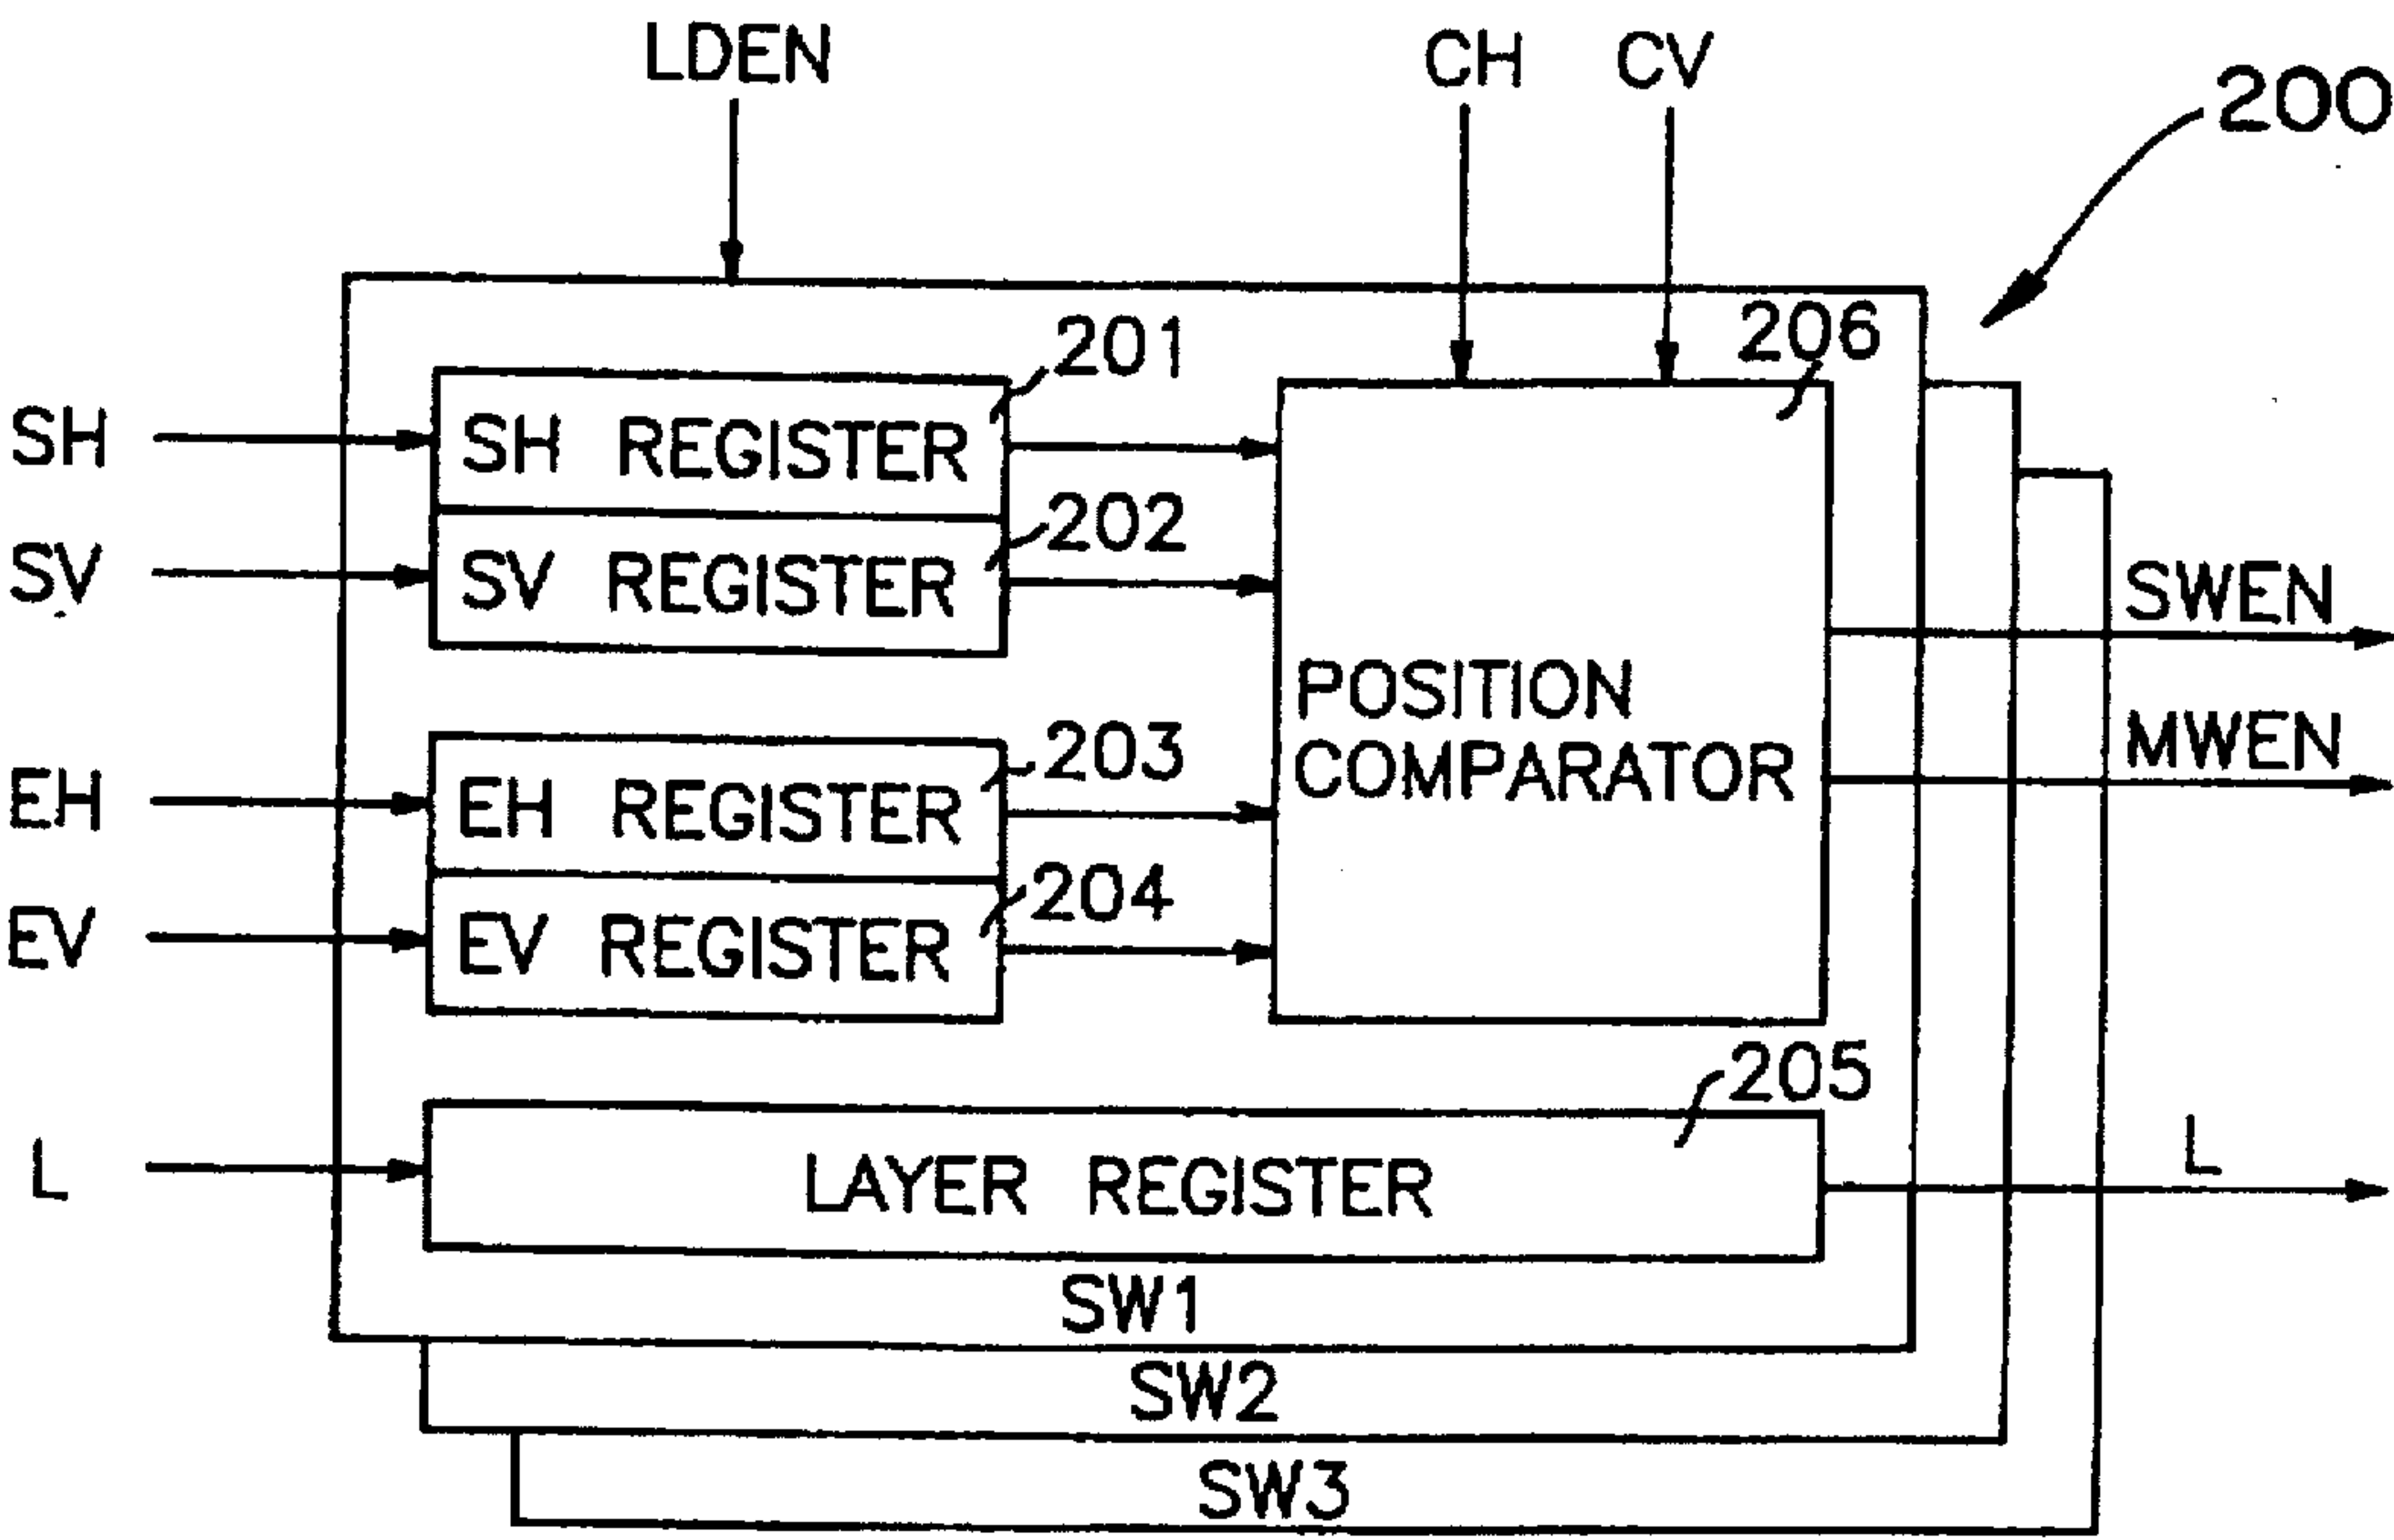 LDEN
CH
CV
200
206
201
SH
SH REGISTER
202
SV
SV REGISTER
SWEN
POSITION
COMPARATOR
MWEN
203
EH
EH REGISTER
204
EV
EV REGISTER
205
L
LAYER REGISTER
L
SW1
SW2
SW3